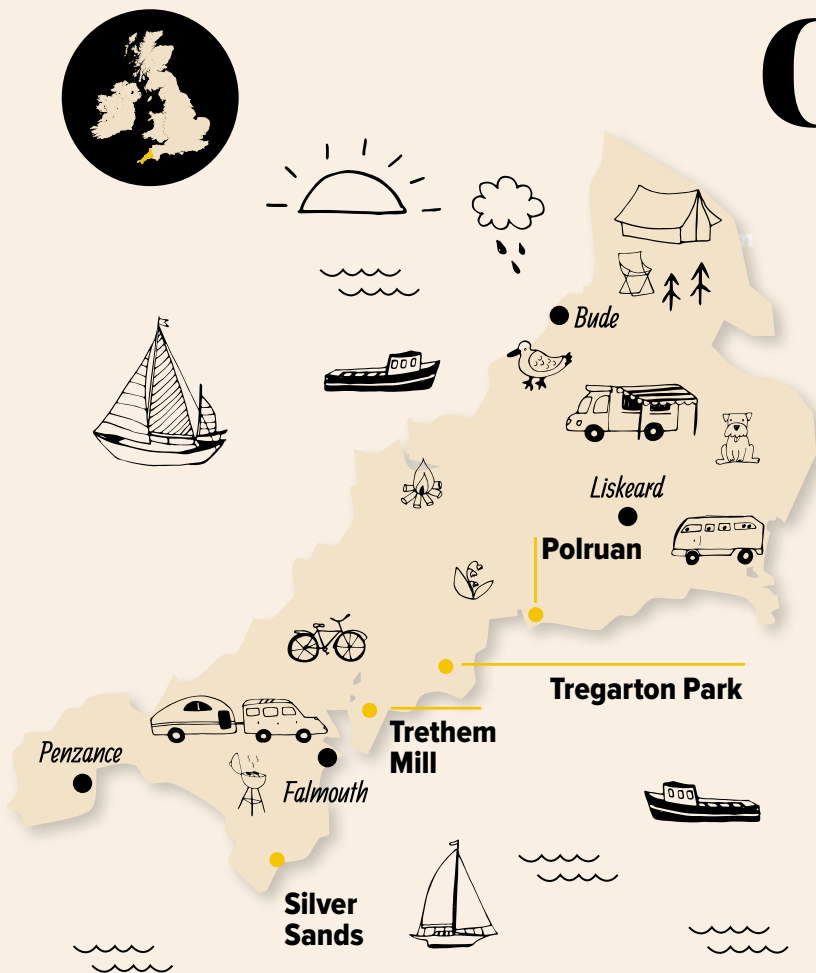 Bude
Liskeard
Polruan
Tregarton Park
Trethem
Mill
Penzance
Falmouth
Silver
Sands